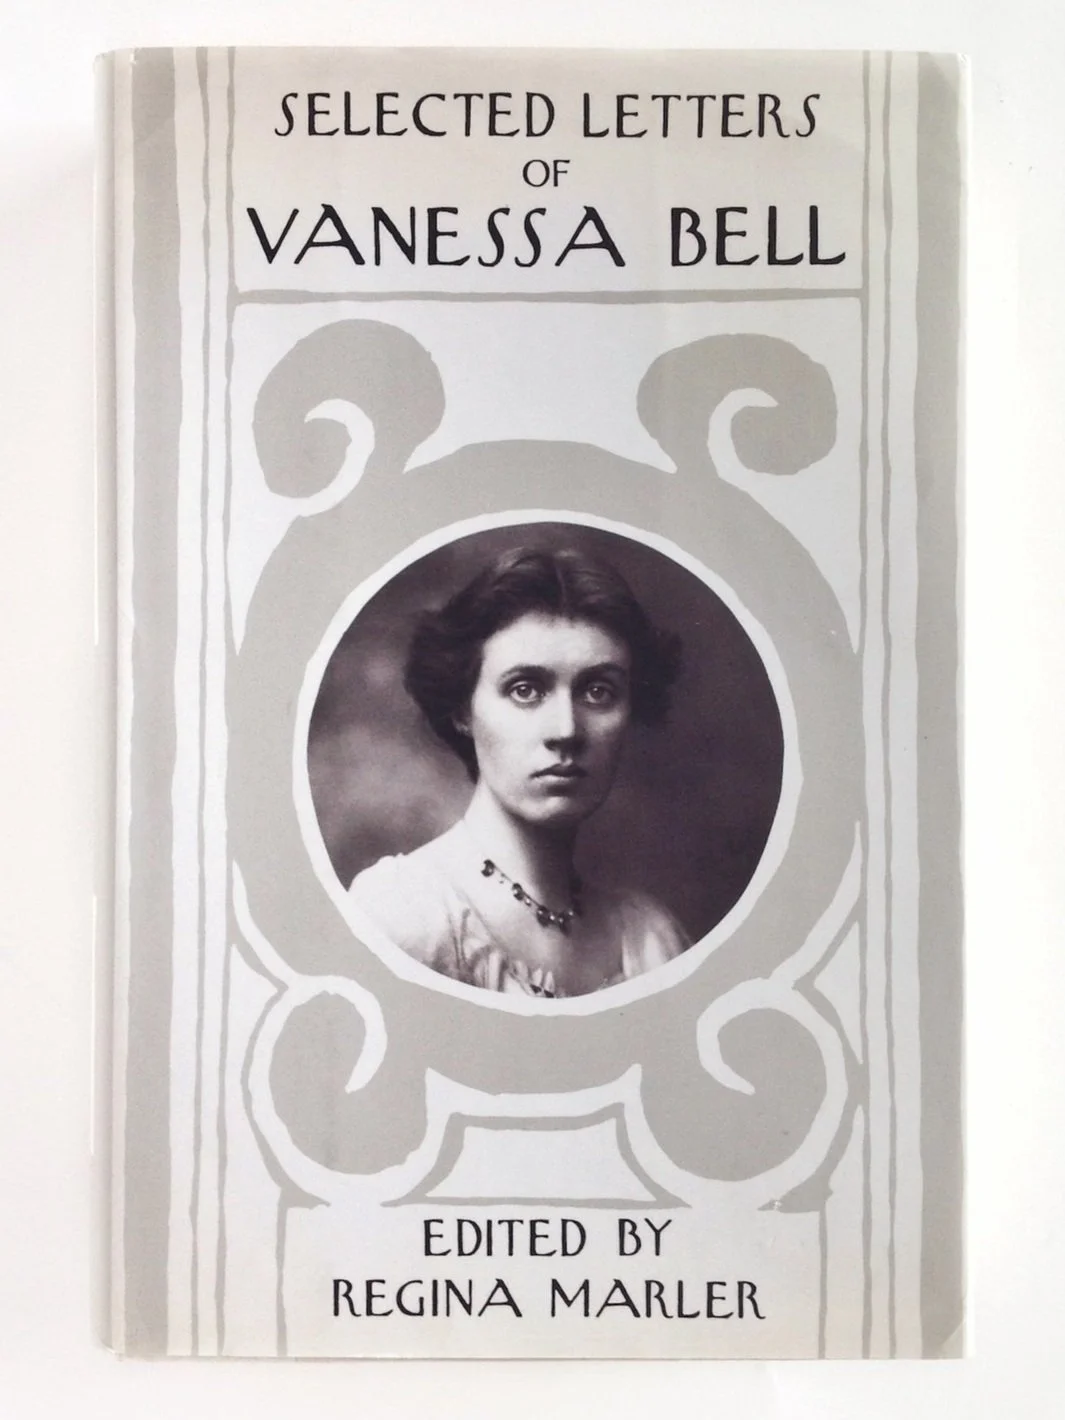 SELECTED LETTERS
OF
VANESSA BELL
EDITED BY
REGINA MARLER